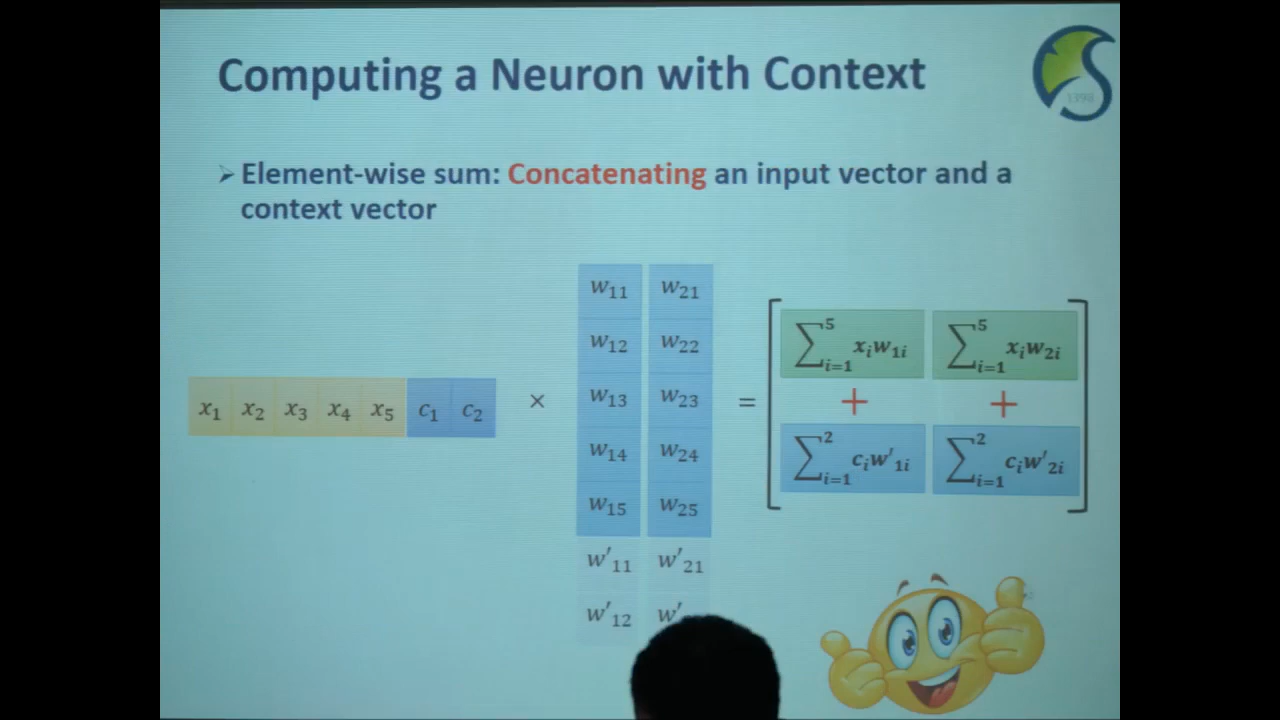 Computing a Neuron with Context
1398
➢ Element-wise sum: Concatenating an input vector and a
context vector
x₁ x₂ x₃ x₄ x₅ c₁ c₂
×
w₁₁ w₂₁
w₁₂ w₂₂
w₁₃ w₂₃
w₁₄ w₂₄
w₁₅ w₂₅
w'₁₁ w'₂₁
w'₁₂ w'
=
∑⁵ᵢ₌₁ xᵢw₁ᵢ ∑⁵ᵢ₌₁ xᵢw₂ᵢ
+ +
∑²ᵢ₌₁ cᵢw'₁ᵢ ∑²ᵢ₌₁ cᵢw'₂ᵢ